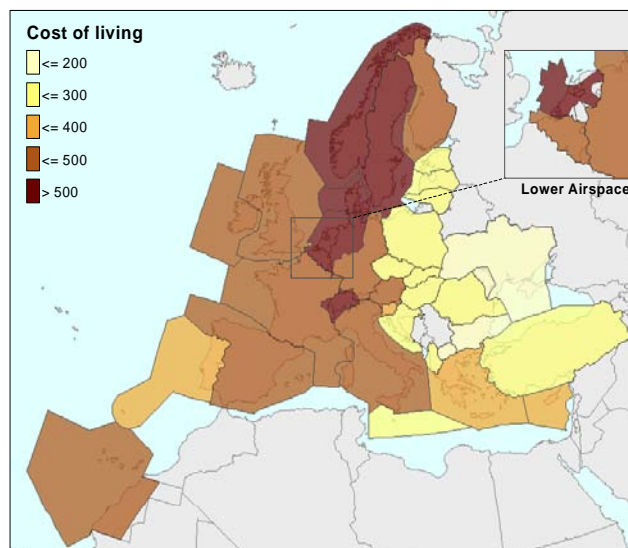 Cost of living
<= 200
<= 300
<= 400
<= 500
> 500
Lower Airspace